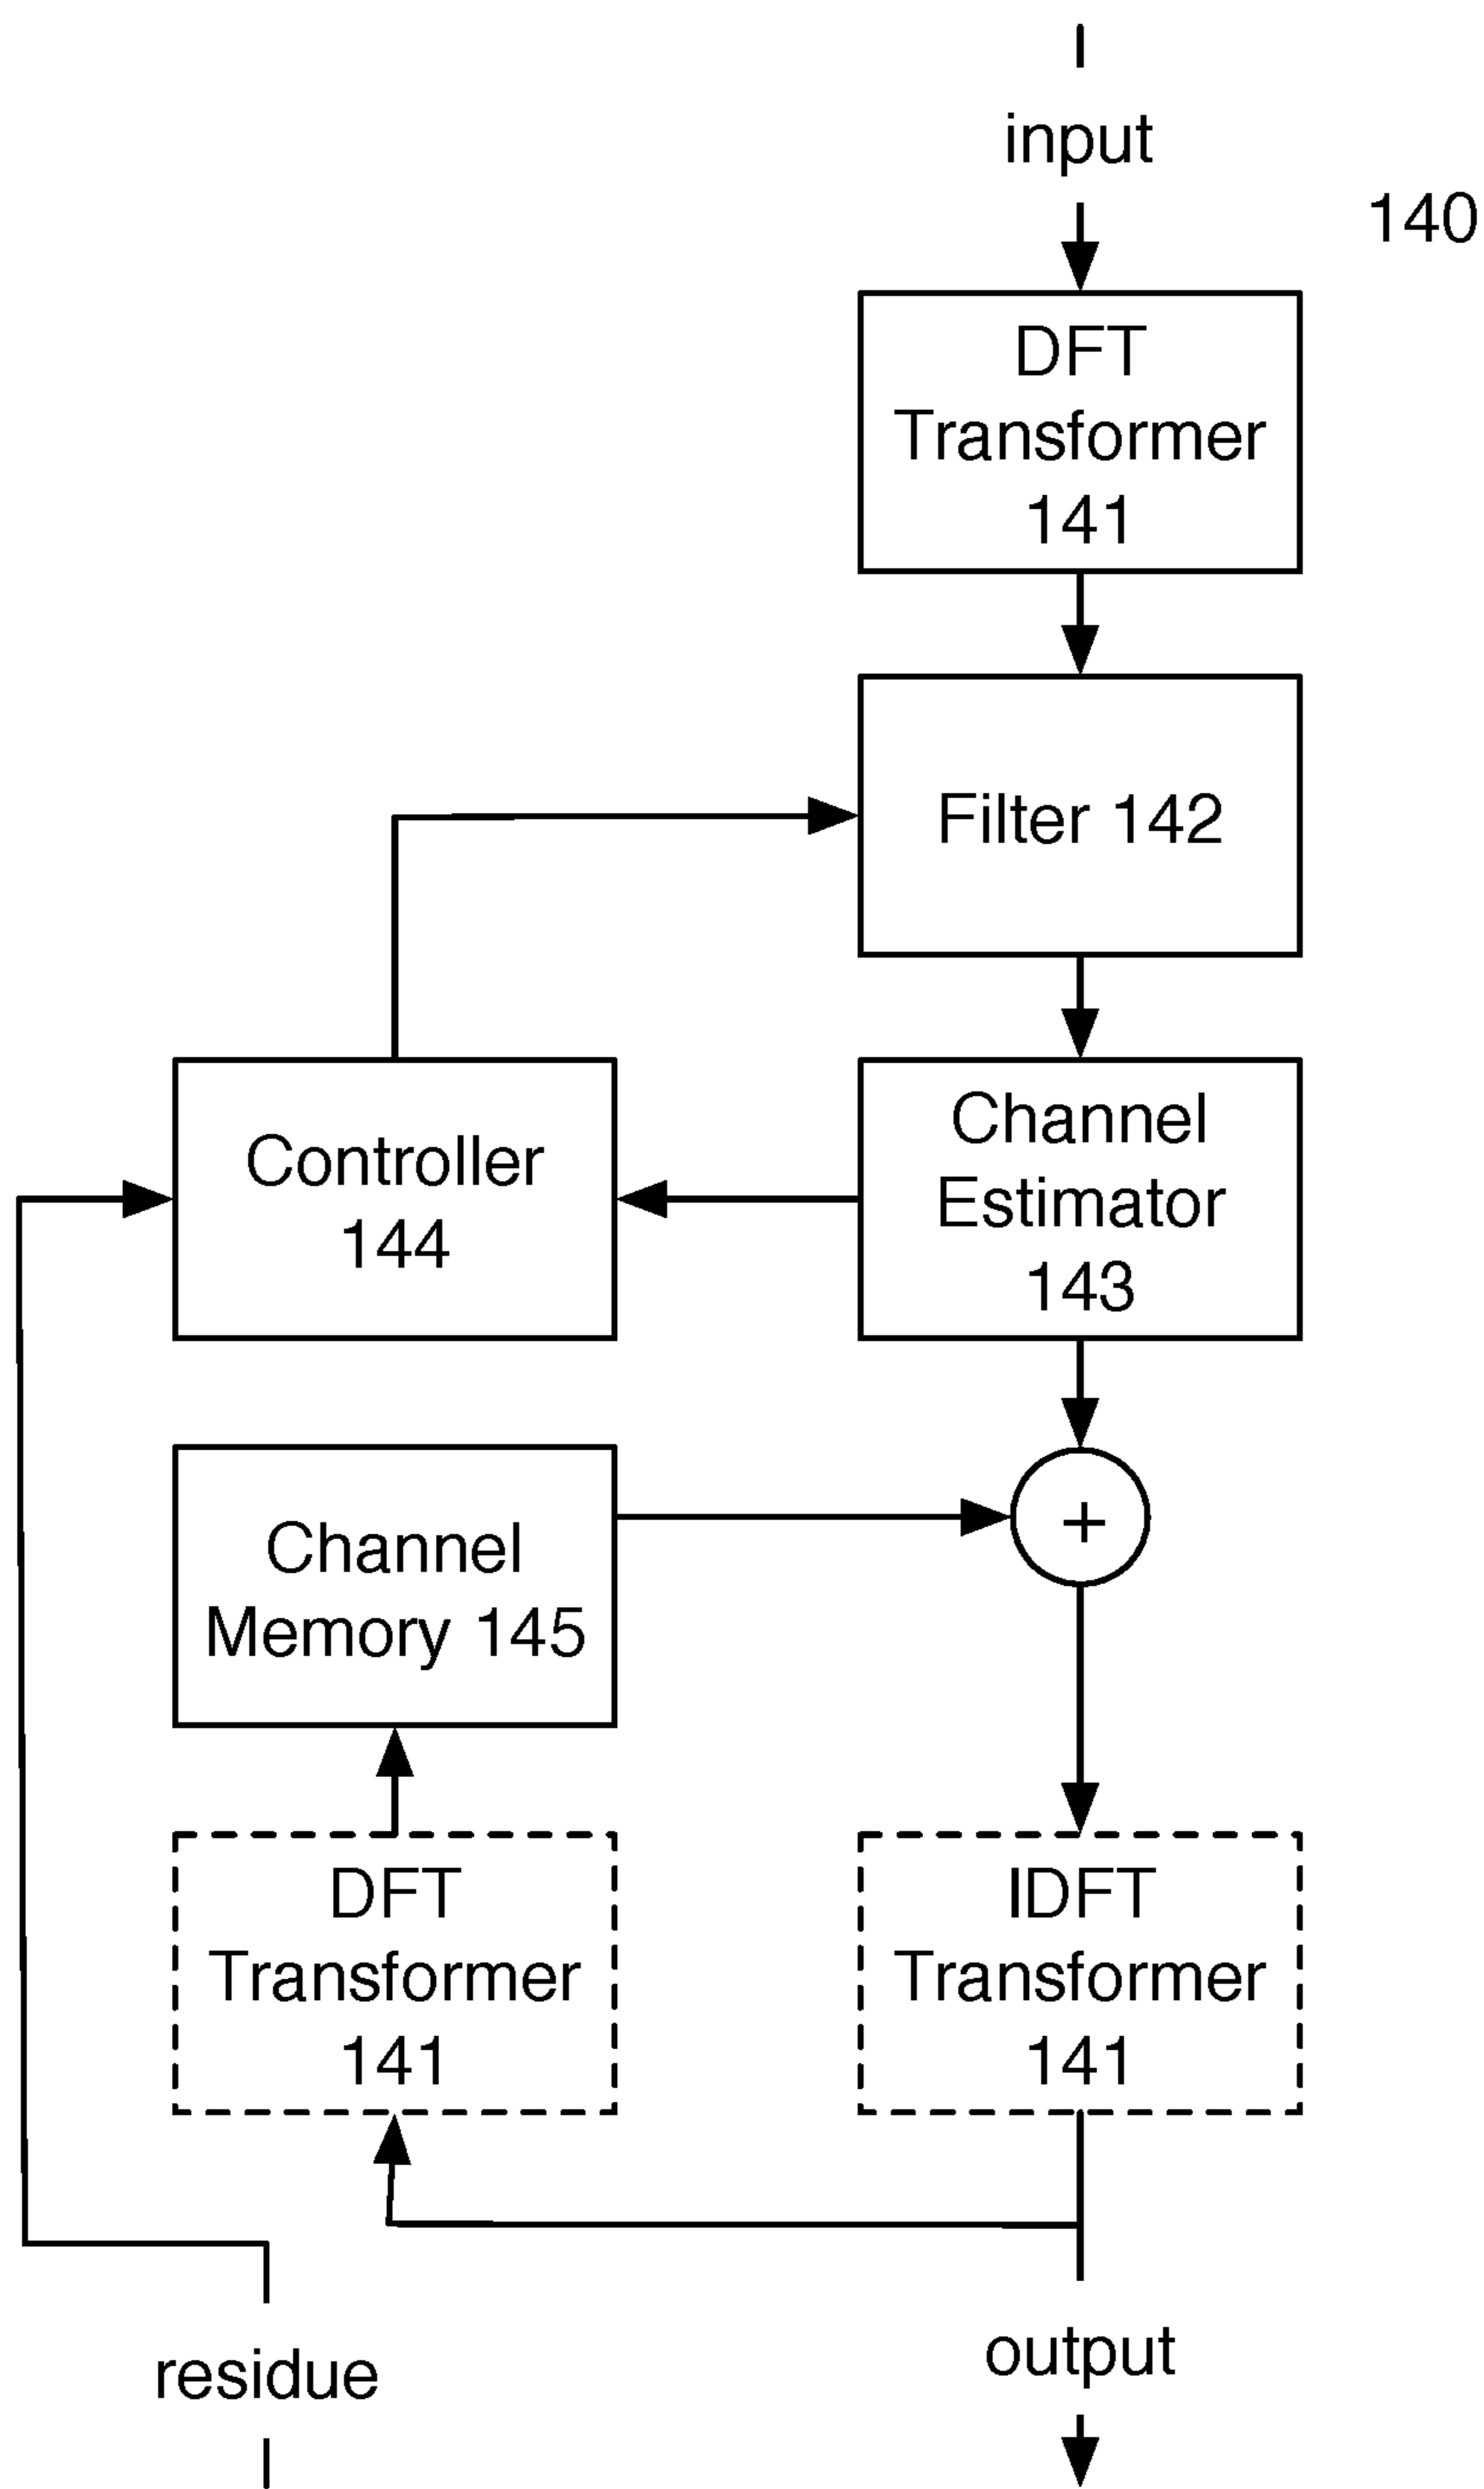 input
140
DFT
Transformer
141
Filter 142
Controller
144
Channel
Estimator
143
Channel
Memory 145
+
DFT
Transformer
141
IDFT
Transformer
141
residue
output